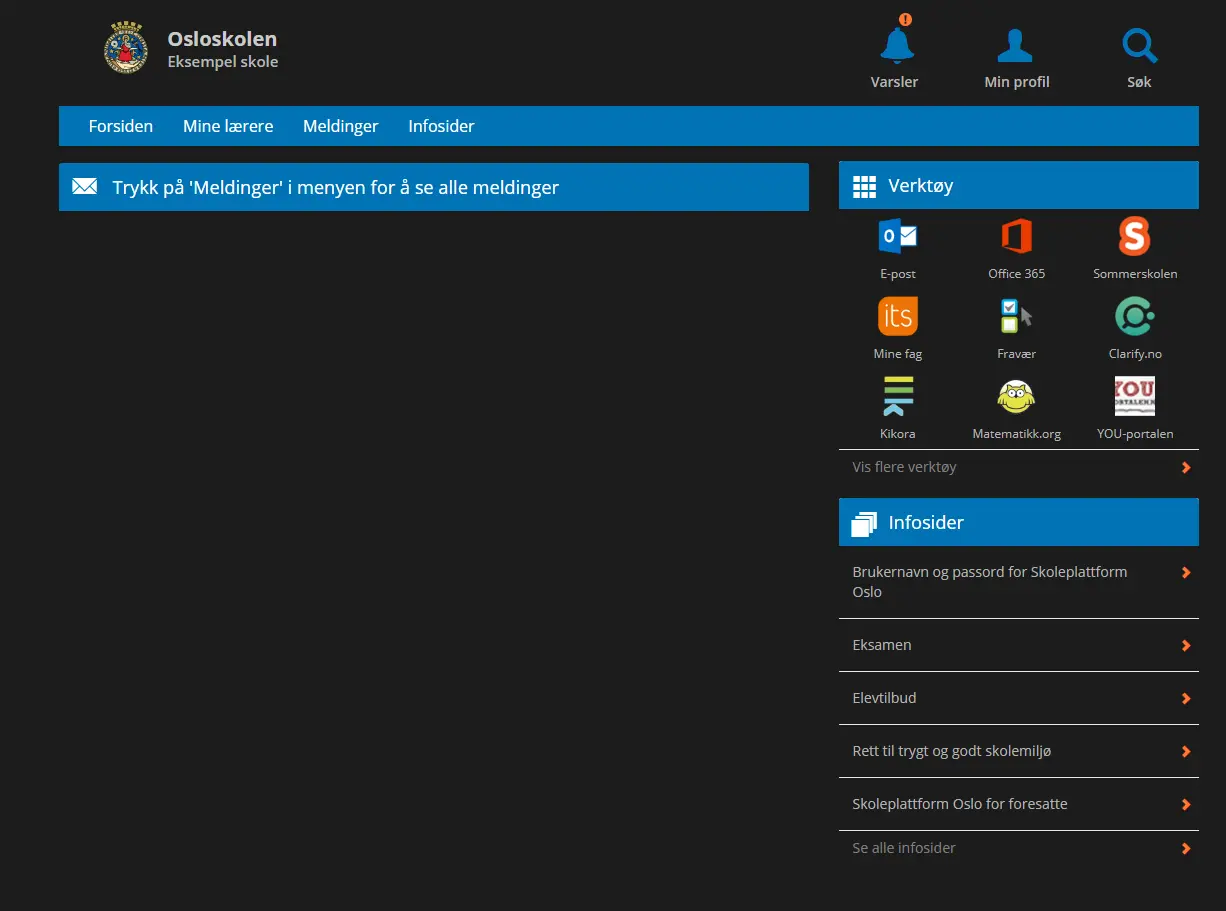 Osloskolen
Eksempel skole
!
Varsler
Min profil
Søk
Forsiden
Mine lærere
Meldinger
Infosider
Trykk på 'Meldinger' i menyen for å se alle meldinger
Verktøy
O
S
E-post
Office 365
Sommerskolen
its
Mine fag
Fravær
Clarify.no
YOU
Kikora
Matematikk.org
YOU-portalen
Vis flere verktøy
Infosider
Brukernavn og passord for Skoleplattform
Oslo
Eksamen
Elevtilbud
Rett til trygt og godt skolemiljø
Skoleplattform Oslo for foresatte
Se alle infosider